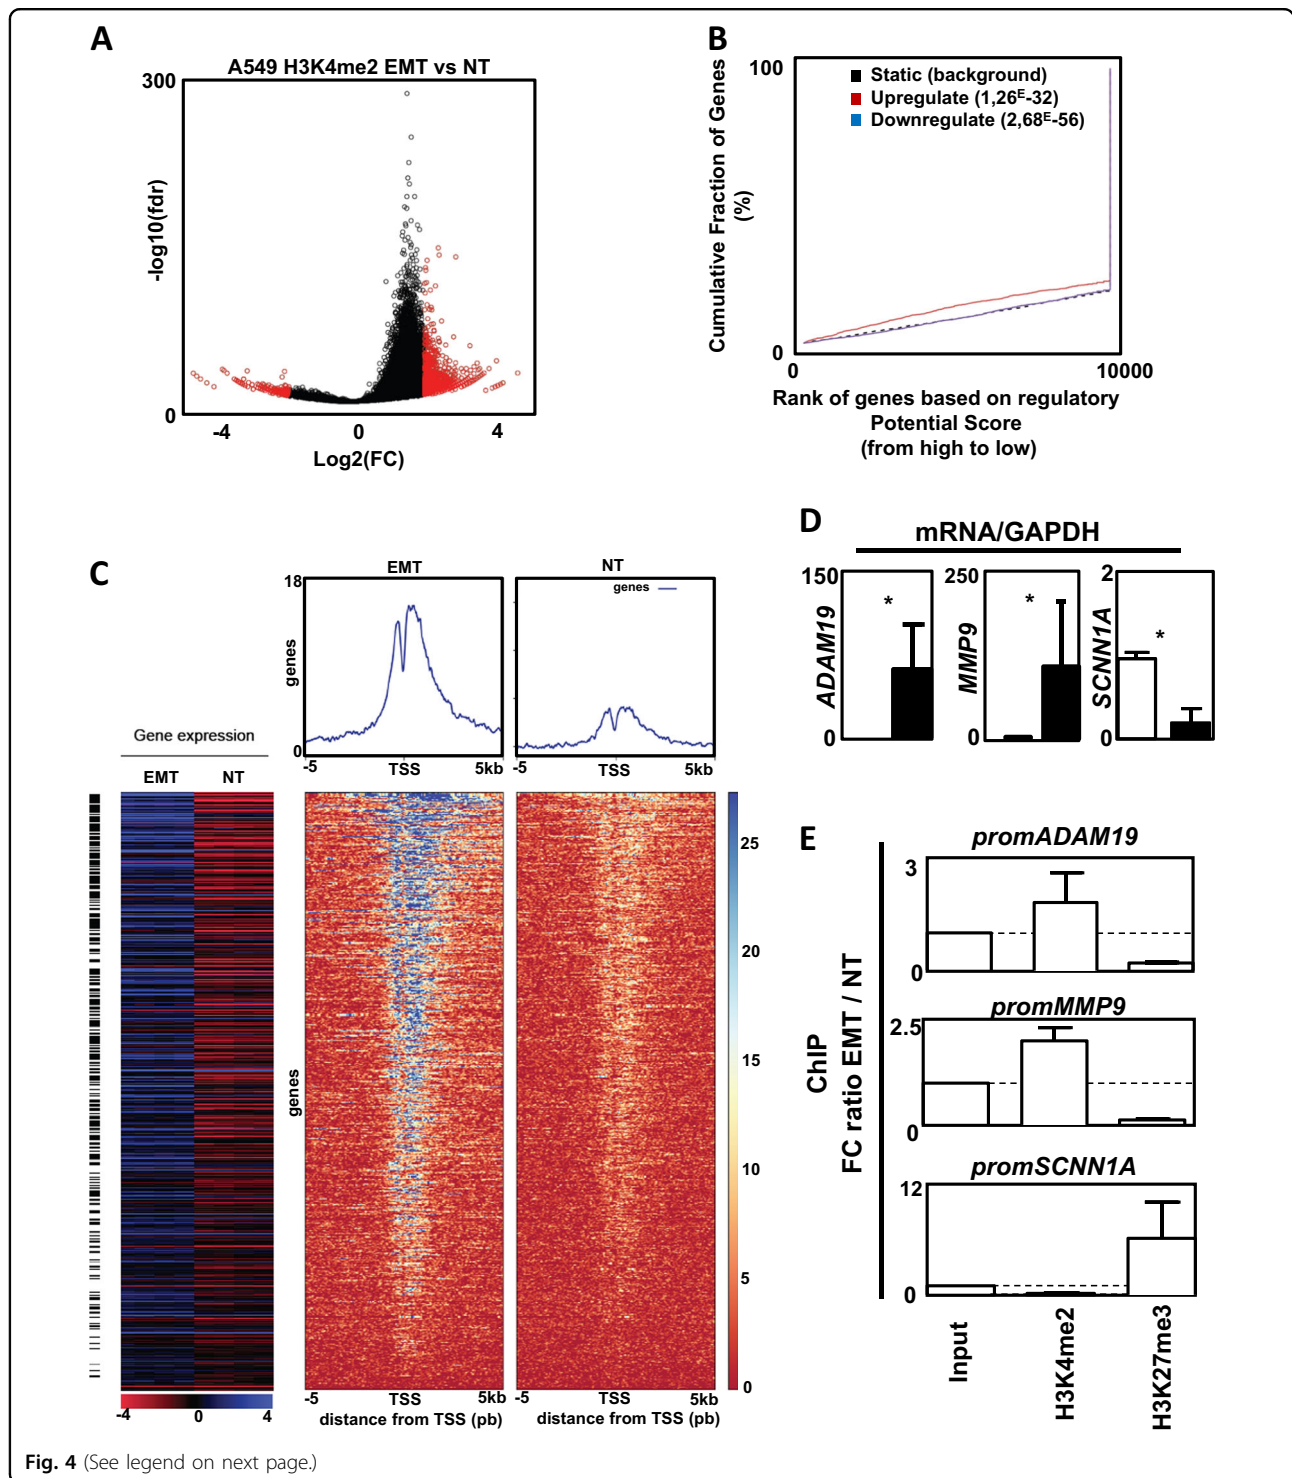 A
A549 H3K4me2 EMT vs NT
300
-log10(fdr)
0
-4
0
4
Log2(FC)
B
100
Cumulative Fraction of Genes
(%)
Static (background)
Upregulate (1,26E-32)
Downregulate (2,68E-56)
0
0
10000
Rank of genes based on regulatory
Potential Score
(from high to low)
C
Gene expression
EMT
NT
EMT
NT
18
genes
0
genes
-5
TSS
5kb
-5
TSS
5kb
genes
25
20
15
10
5
0
-4
0
4
-5
TSS
5kb
-5
TSS
5kb
distance from TSS (pb)
distance from TSS (pb)
D
mRNA/GAPDH
150
ADAM19
0
*
250
MMP9
0
*
2
SCNN1A
0
*
E
ChIP
FC ratio EMT / NT
promADAM19
3
0
promMMP9
2.5
0
promSCNN1A
12
0
Input
H3K4me2
H3K27me3
Fig. 4 (See legend on next page.)